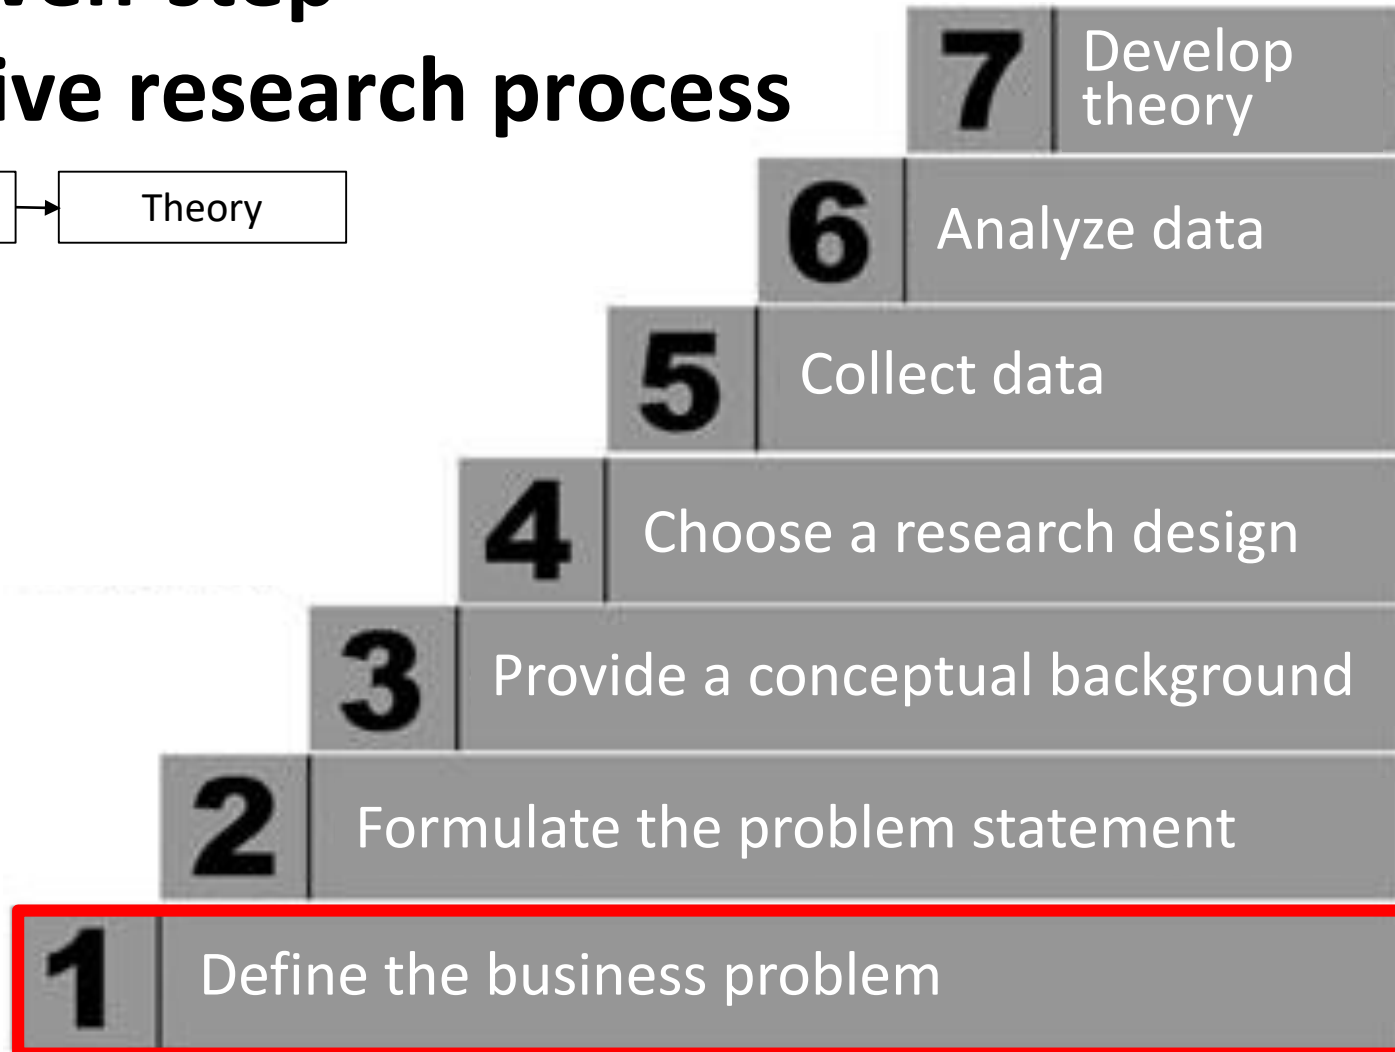 step
research process
Theory
7 Develop
theory
6 Analyze data
5 Collect data
4 Choose a research design
3 Provide a conceptual background
2 Formulate the problem statement
1 Define the business problem